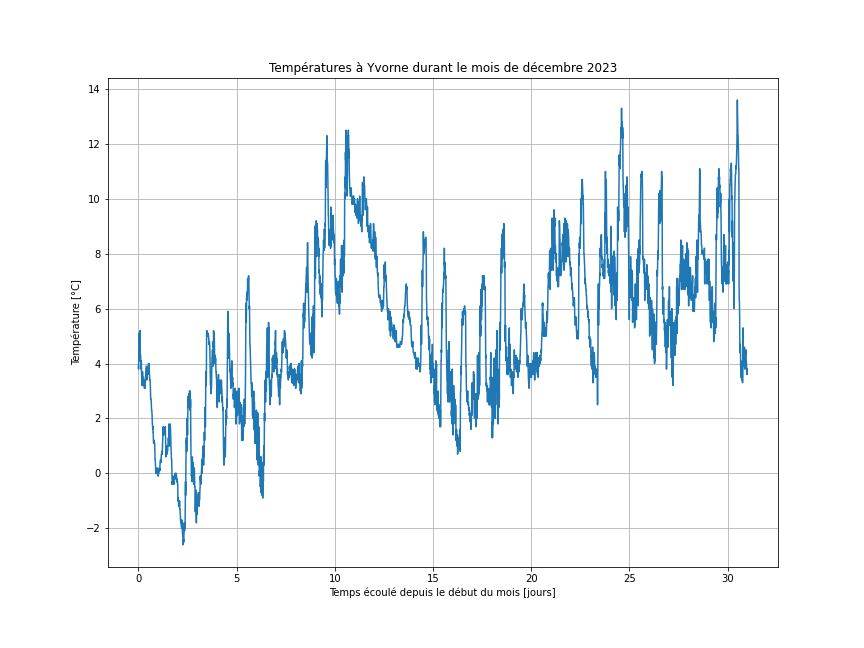 Températures à Yvorne durant le mois de décembre 2023
14
12
10
8
6
4
2
0
−2
Température [°C]
0 5 10 15 20 25 30
Temps écoulé depuis le début du mois [jours]